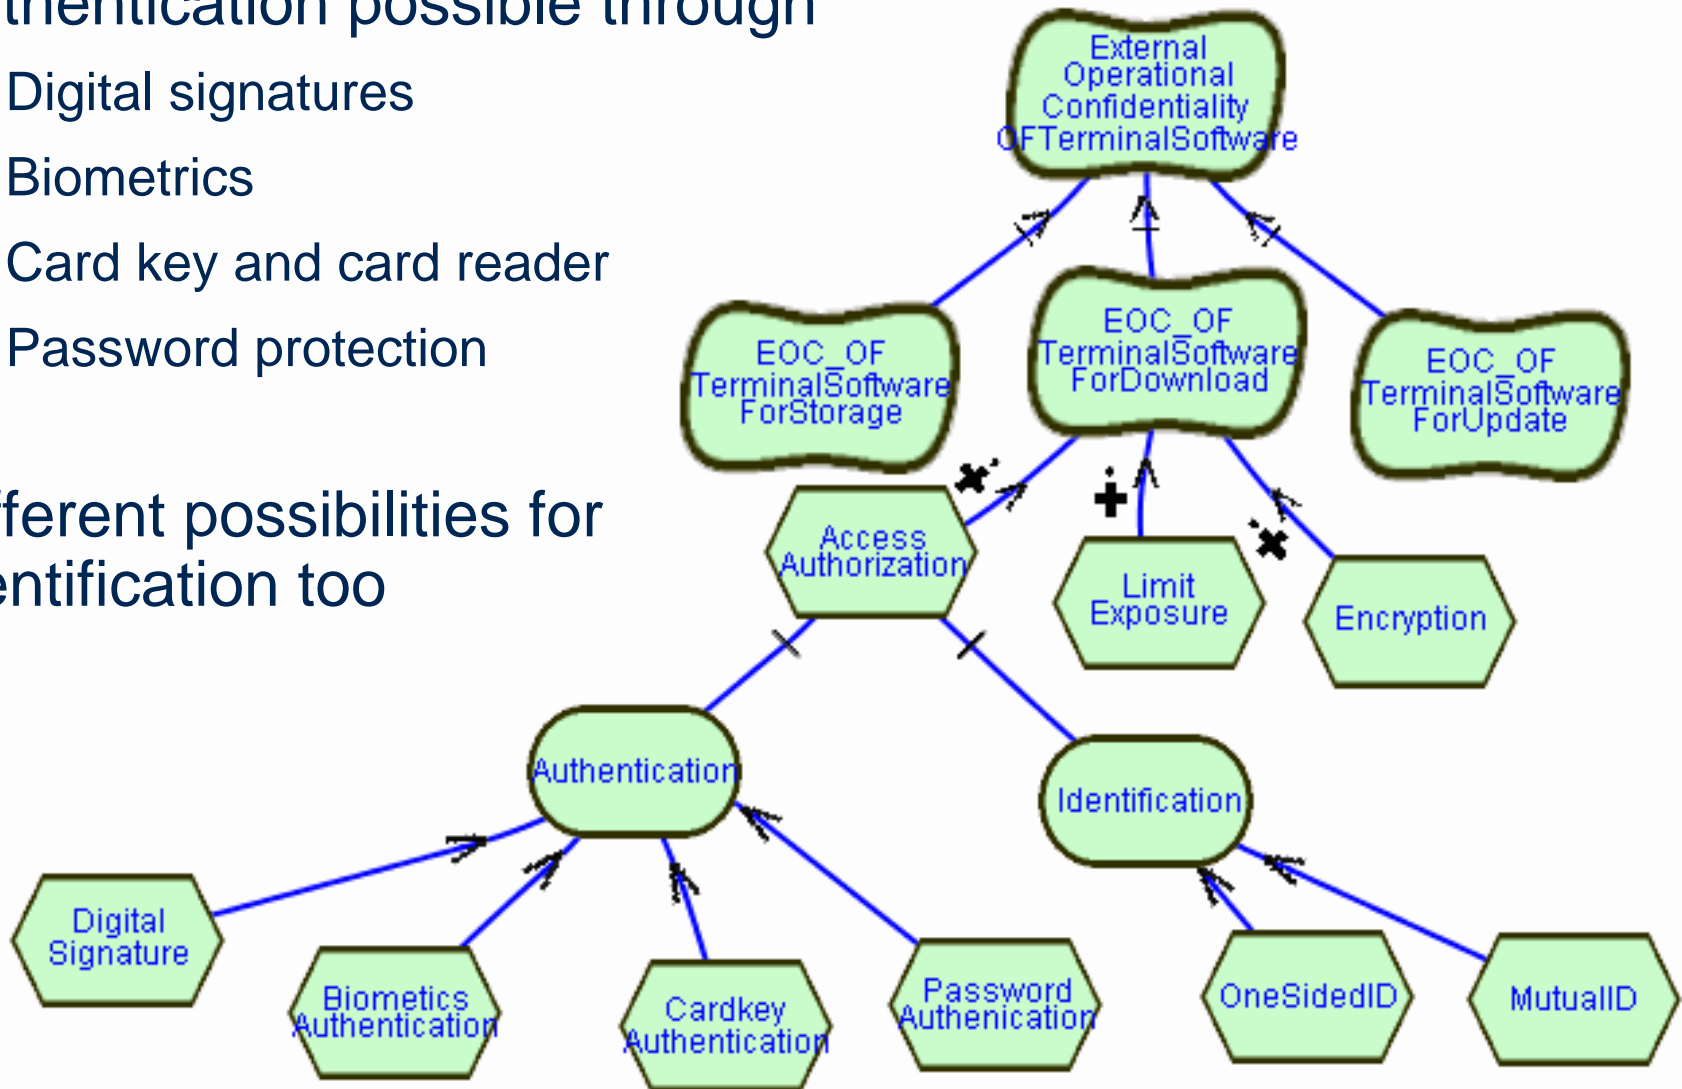 thentication possible through
Digital signatures
Biometrics
Card key and card reader
Password protection
fferent possibilities for
entification too
External
Operational
Confidentiality
OFTerminalSoftware
EOC_OF
TerminalSoftware
ForStorage
EOC_OF
TerminalSoftware
ForDownload
EOC_OF
TerminalSoftware
ForUpdate
Access
Authorization
Limit
Exposure
Encryption
Authentication
Identification
Digital
Signature
Biometics
Authentication
Cardkey
Authentication
Password
Authenication
OneSidedID
MutualID